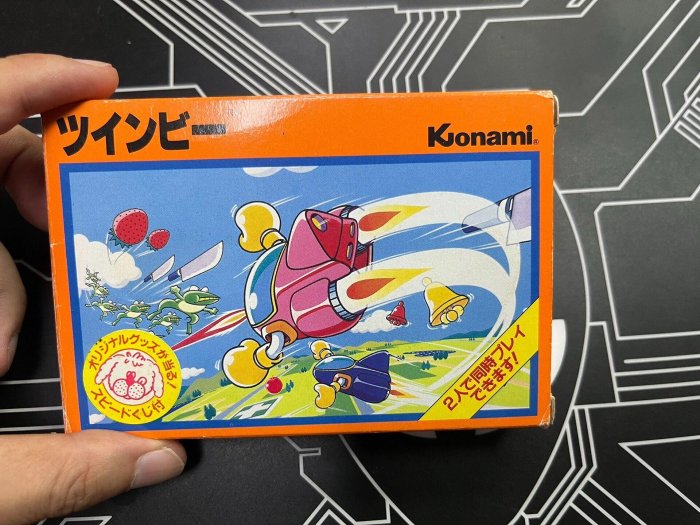 ツインビー
Konami®
オリジナルグッズが当る!
スピードくじ付
2人で同時プレイ
できます!